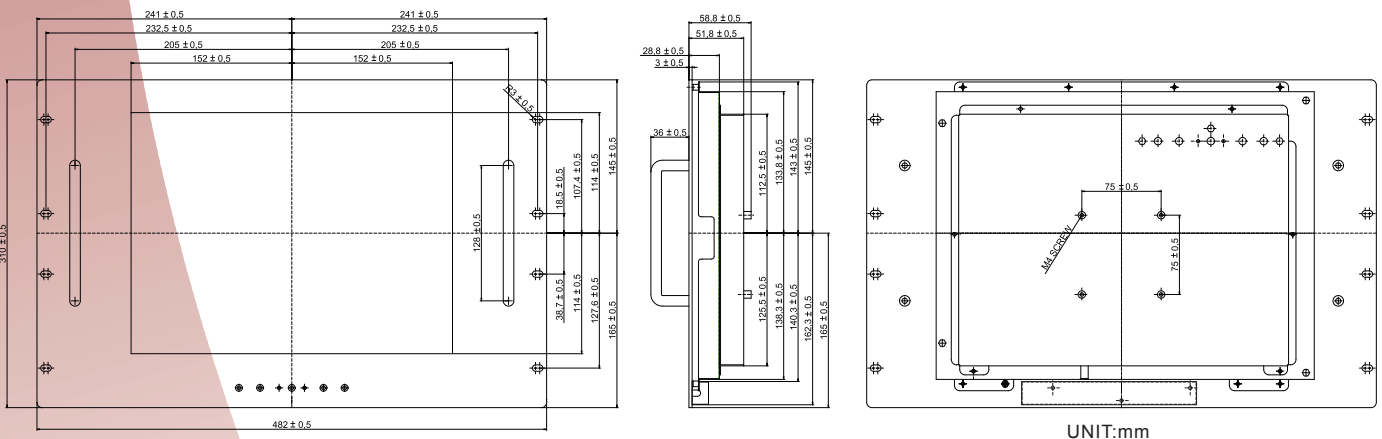 241 ± 0,5
241 ± 0,5
232,5 ± 0,5
232,5 ± 0,5
205 ± 0,5
205 ± 0,5
152 ± 0,5
152 ± 0,5
R3 ± 0,5
310 ± 0,5
128 ± 0,5
18,5 ± 0,5
107,4 ± 0,5
114 ± 0,5
145 ± 0,5
38,7 ± 0,5
114 ± 0,5
127,6 ± 0,5
165 ± 0,5
482 ± 0,5
58,8 ± 0,5
51,8 ± 0,5
28,8 ± 0,5
3 ± 0,5
36 ± 0,5
112,5 ± 0,5
133,8 ± 0,5
143 ± 0,5
145 ± 0,5
125,5 ± 0,5
138,3 ± 0,5
140,3 ± 0,5
162,3 ± 0,5
165 ± 0,5
75 ± 0,5
M4 SCREW
75 ± 0,5
UNIT:mm